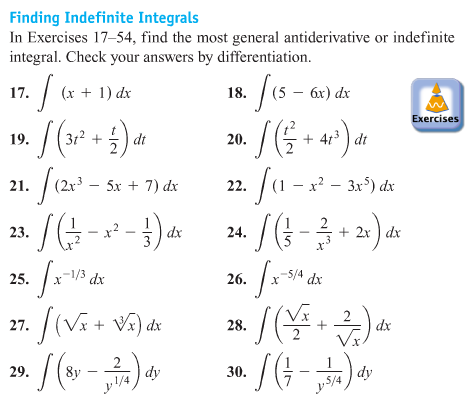 Finding Indefinite Integrals
In Exercises 17–54, find the most general antiderivative or indefinite
integral. Check your answers by differentiation.
17. ∫ (x + 1) dx 18. ∫ (5 − 6x) dx
Exercises
19. ∫ (3t² + t/2) dt 20. ∫ (t²/2 + 4t³) dt
21. ∫ (2x³ − 5x + 7) dx 22. ∫ (1 − x² − 3x⁵) dx
23. ∫ (1/x² − x² − 1/3) dx 24. ∫ (1/5 − 2/x³ + 2x) dx
25. ∫ x^(−1/3) dx 26. ∫ x^(−5/4) dx
27. ∫ (√x + ∛x) dx 28. ∫ (√x/2 + 2/√x) dx
29. ∫ (8y − 2/y^(1/4)) dy 30. ∫ (1/7 − 1/y^(5/4)) dy